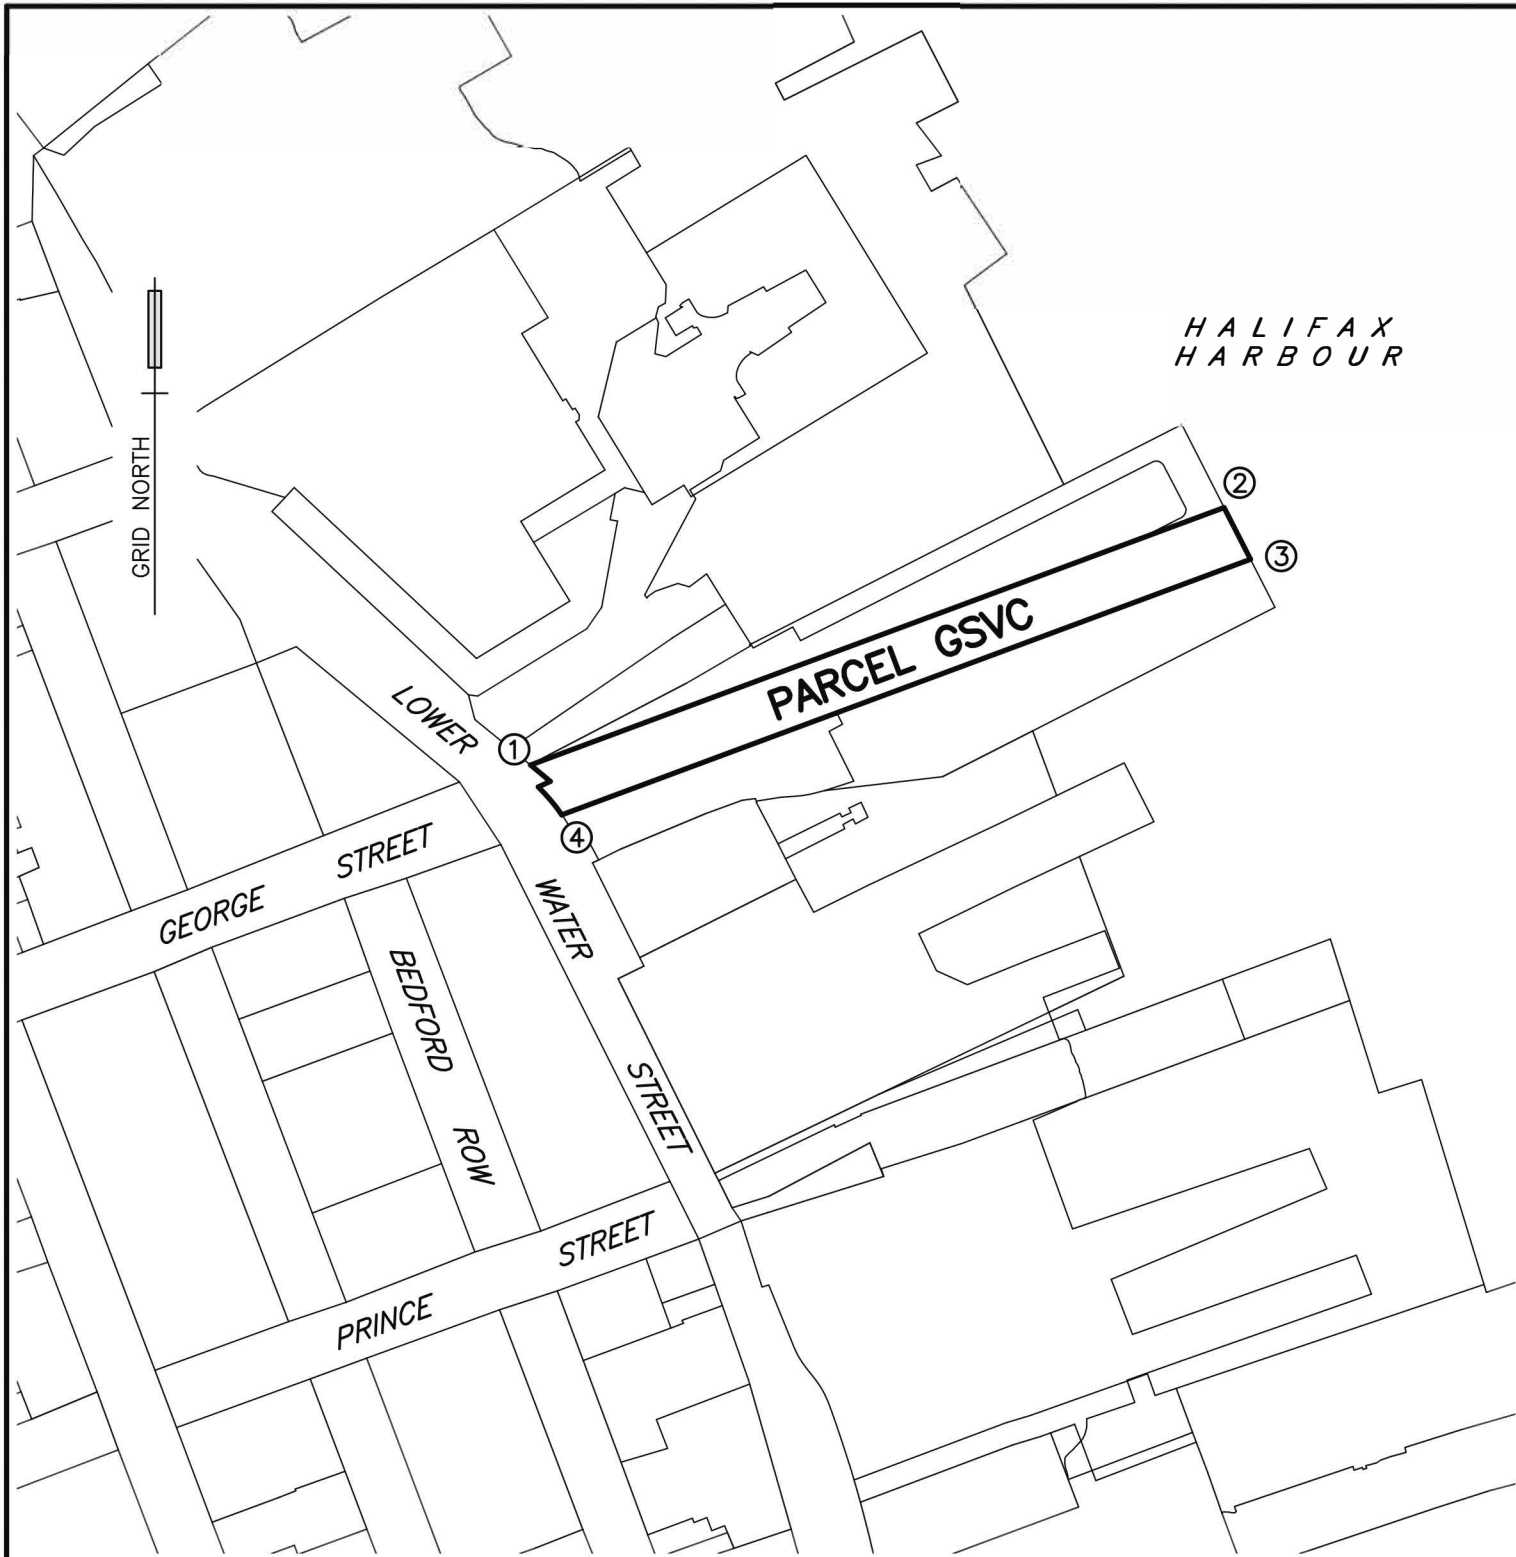 HALIFAX
HARBOUR
GRID NORTH
②
③
PARCEL GSVC
LOWER
①
④
GEORGE STREET
WATER
BEDFORD
STREET
ROW
PRINCE STREET